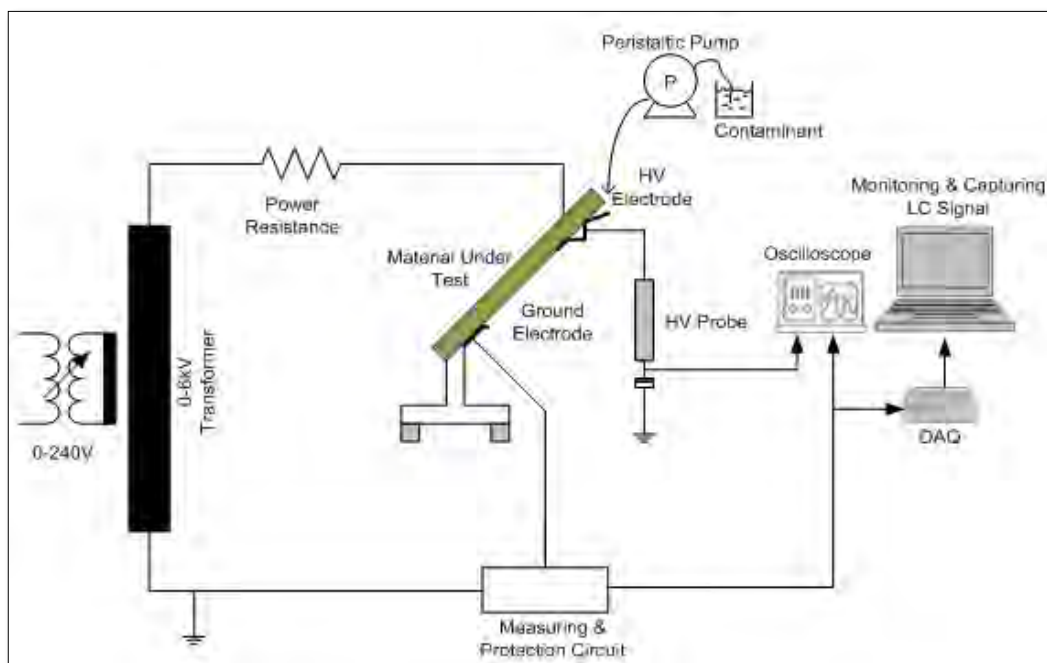 Peristaltic Pump
P
Contaminant
HV
Electrode
Monitoring & Capturing
LC Signal
Power
Resistance
Material Under
Test
Oscilloscope
Ground
Electrode
HV Probe
0-6kV
Transformer
DAQ
0-240V
Measuring &
Protection Circuit